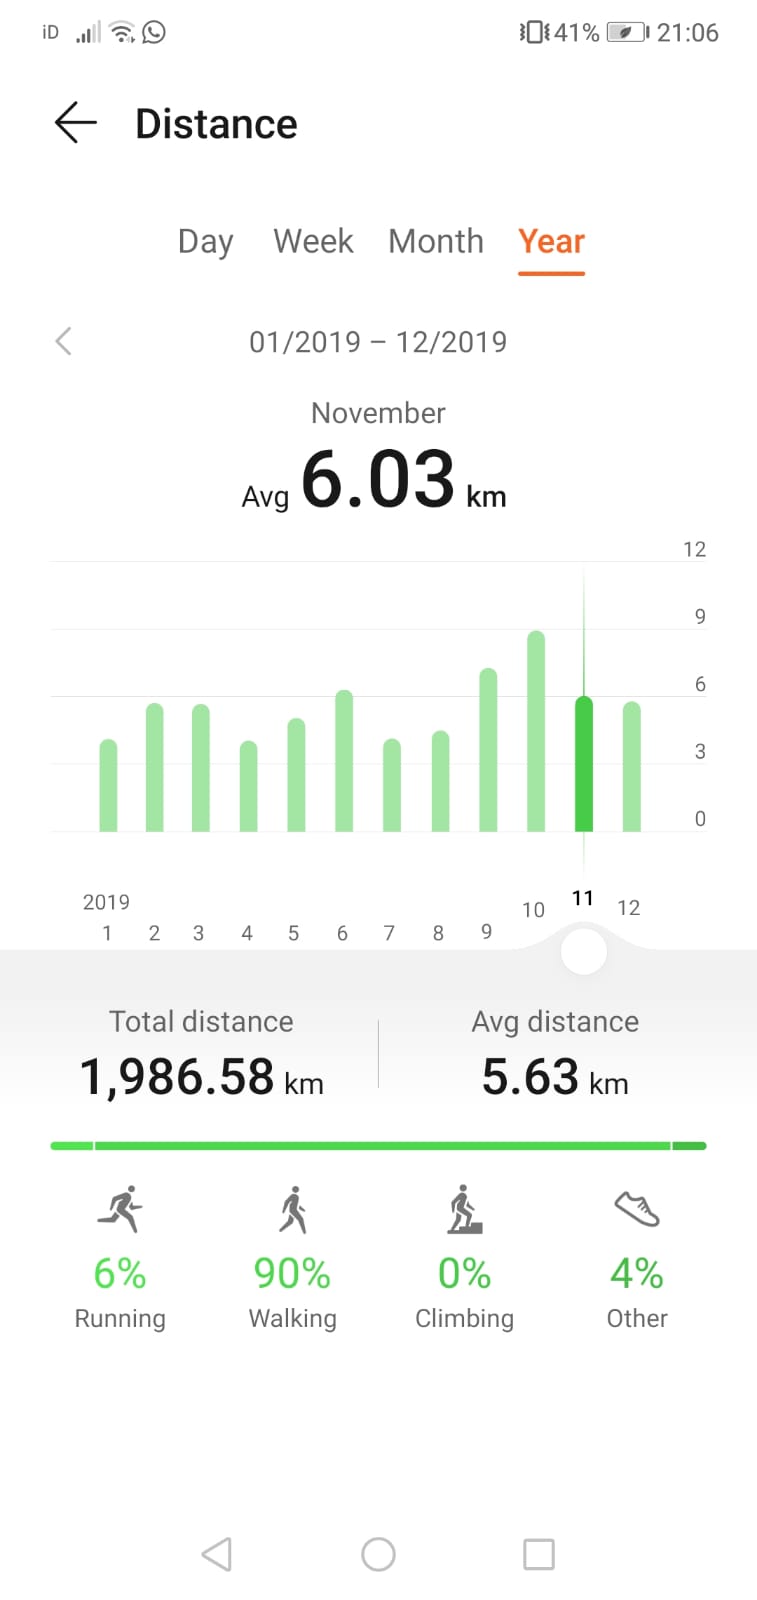 iD 41% 21:06
Distance
Day Week Month Year
01/2019 – 12/2019
November
Avg 6.03 km
12
9
6
3
0
2019
1 2 3 4 5 6 7 8 9 10 11 12
Total distance Avg distance
1,986.58 km 5.63 km
6% 90% 0% 4%
Running Walking Climbing Other